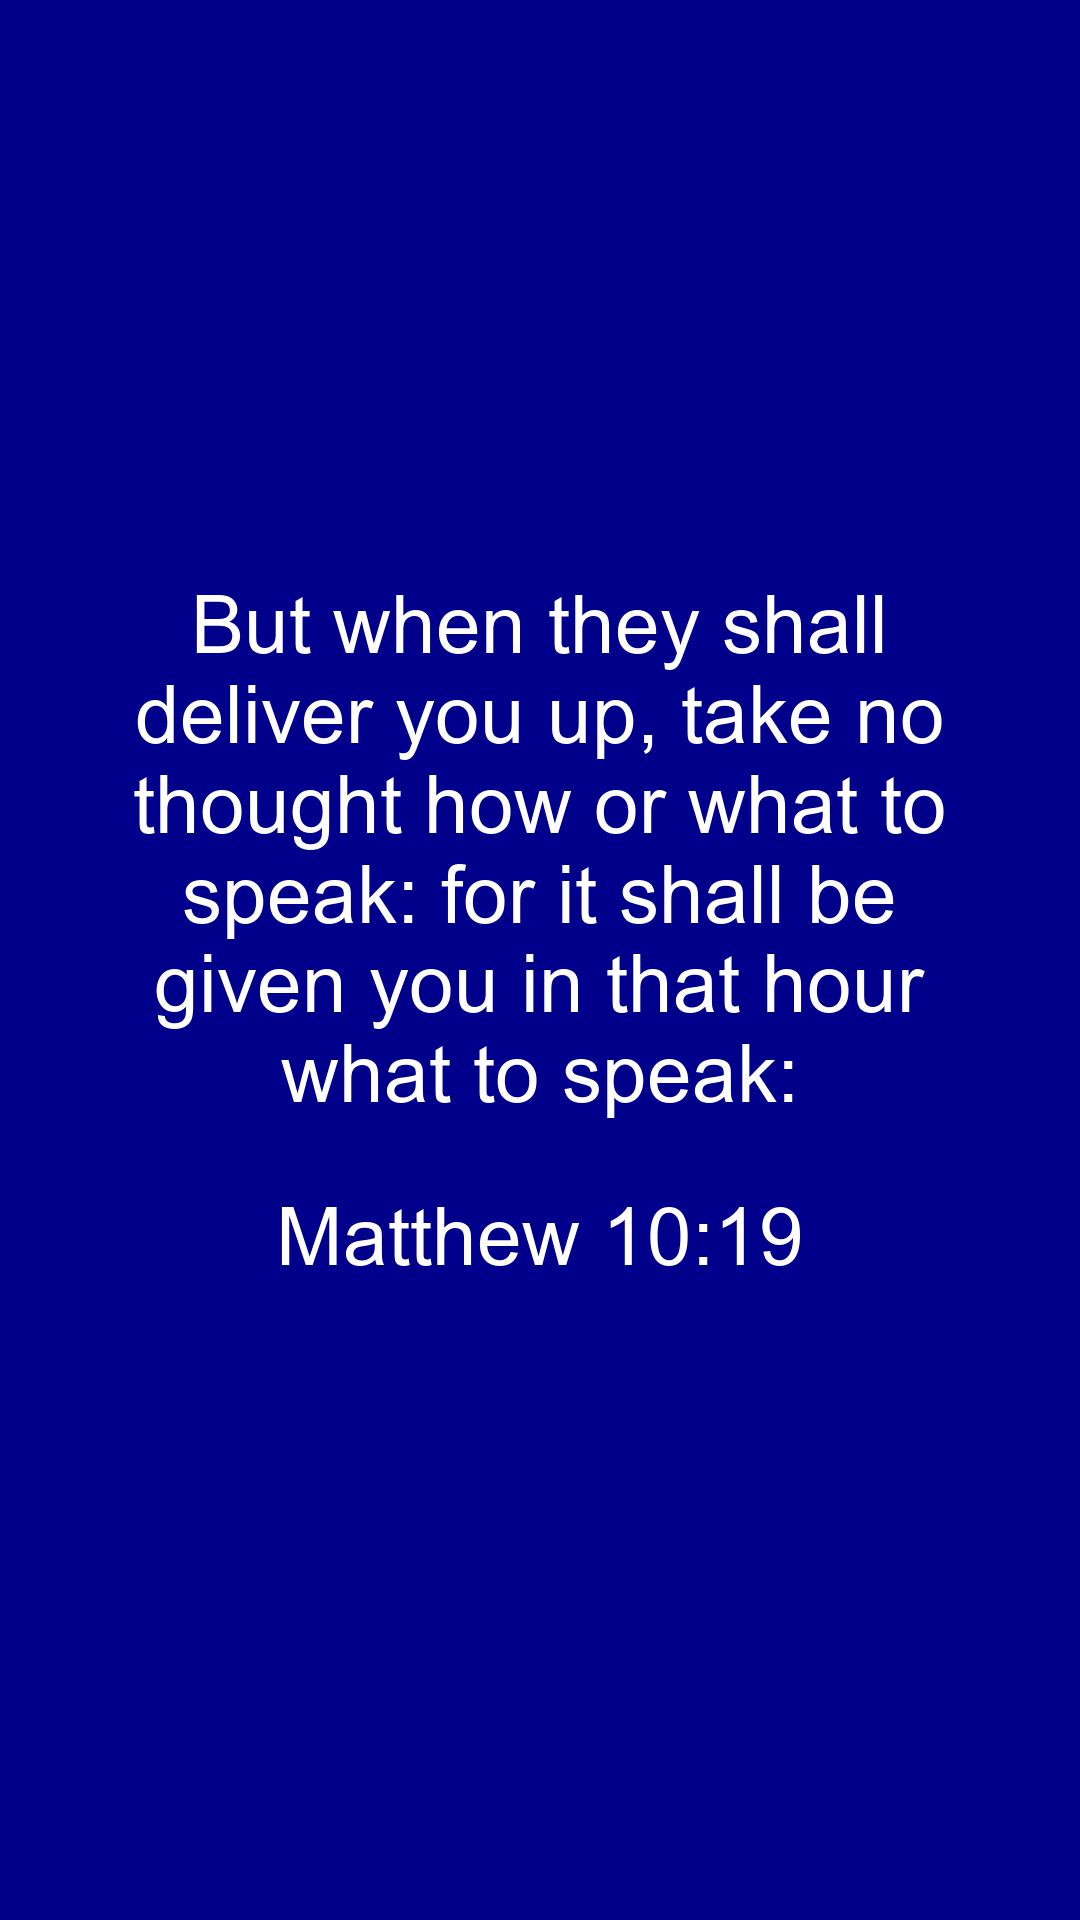 But when they shall
deliver you up, take no
thought how or what to
speak: for it shall be
given you in that hour
what to speak:
Matthew 10:19